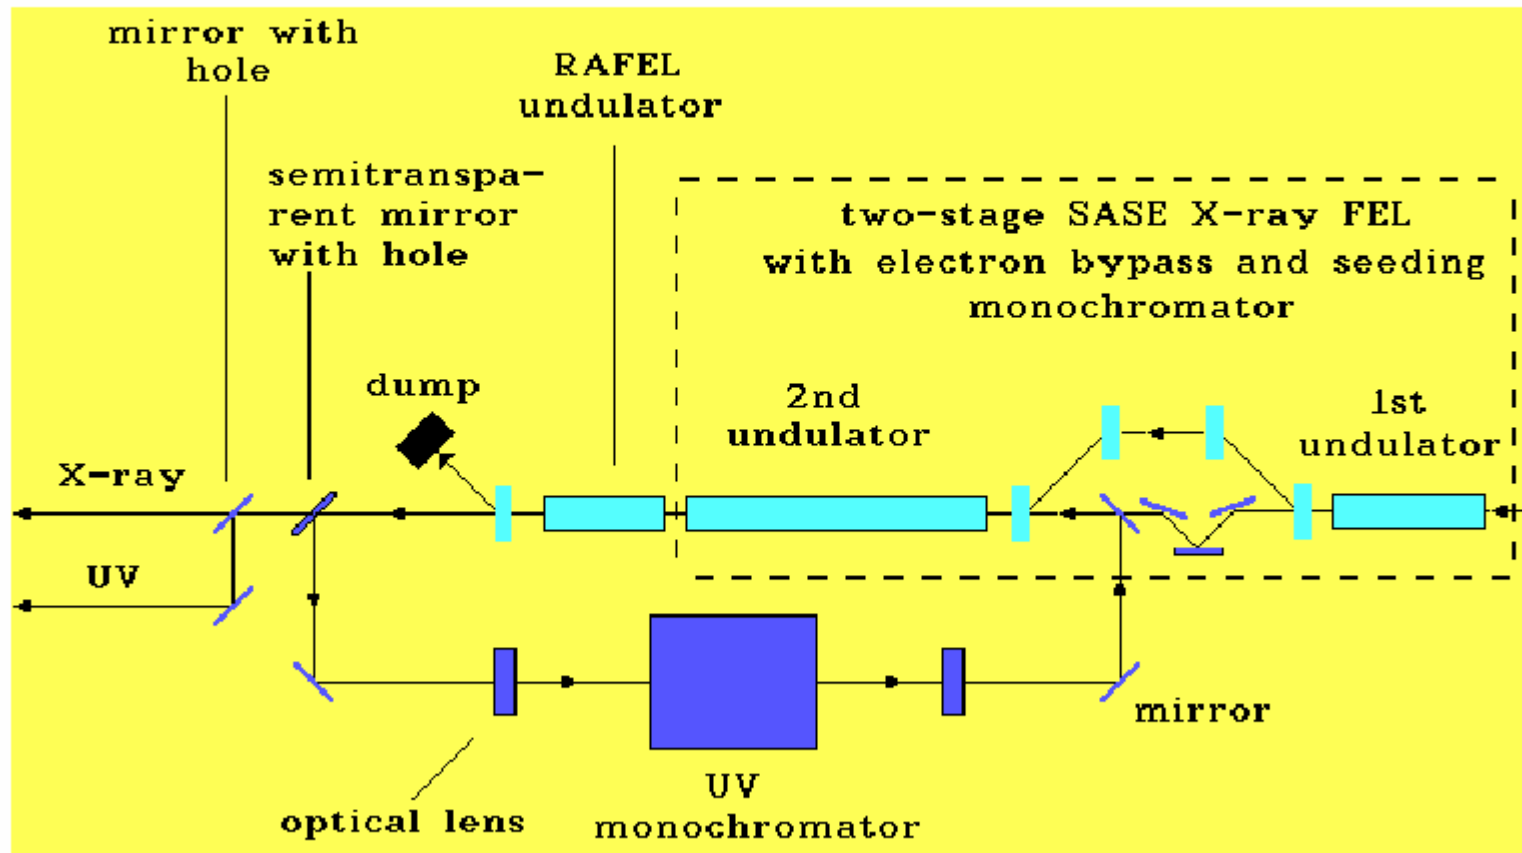 mirror with
hole
RAFEL
undulator
semitranspa-
rent mirror
with hole
two-stage SASE X-ray FEL
with electron bypass and seeding
monochromator
dump
2nd
undulator
1st
undulator
X-ray
UV
mirror
optical lens
UV
monochromator